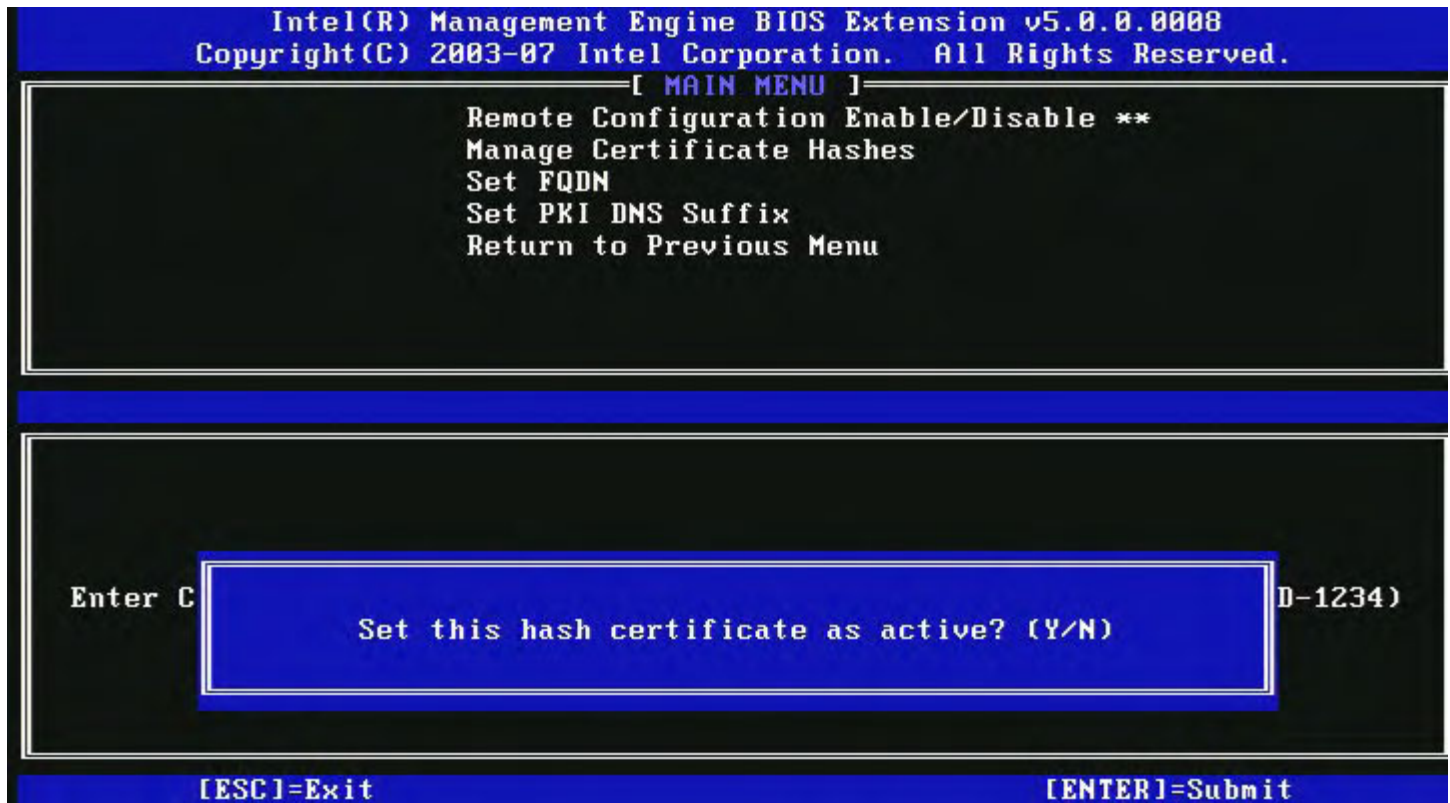 Intel(R) Management Engine BIOS Extension v5.0.0.0008
Copyright(C) 2003-07 Intel Corporation. All Rights Reserved.
[ MAIN MENU ]
Remote Configuration Enable/Disable **
Manage Certificate Hashes
Set FQDN
Set PKI DNS Suffix
Return to Previous Menu
Enter C D-1234)
Set this hash certificate as active? (Y/N)
[ESC]=Exit [ENTER]=Submit